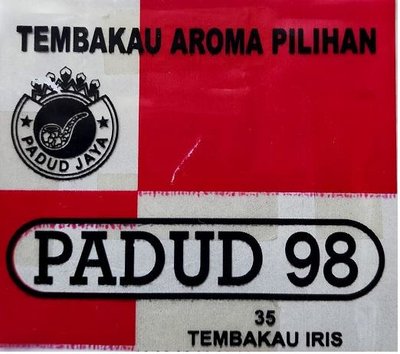 TEMBAKAU AROMA PILIHAN
PADUD JAYA
PADUD 98
35
TEMBAKAU IRIS